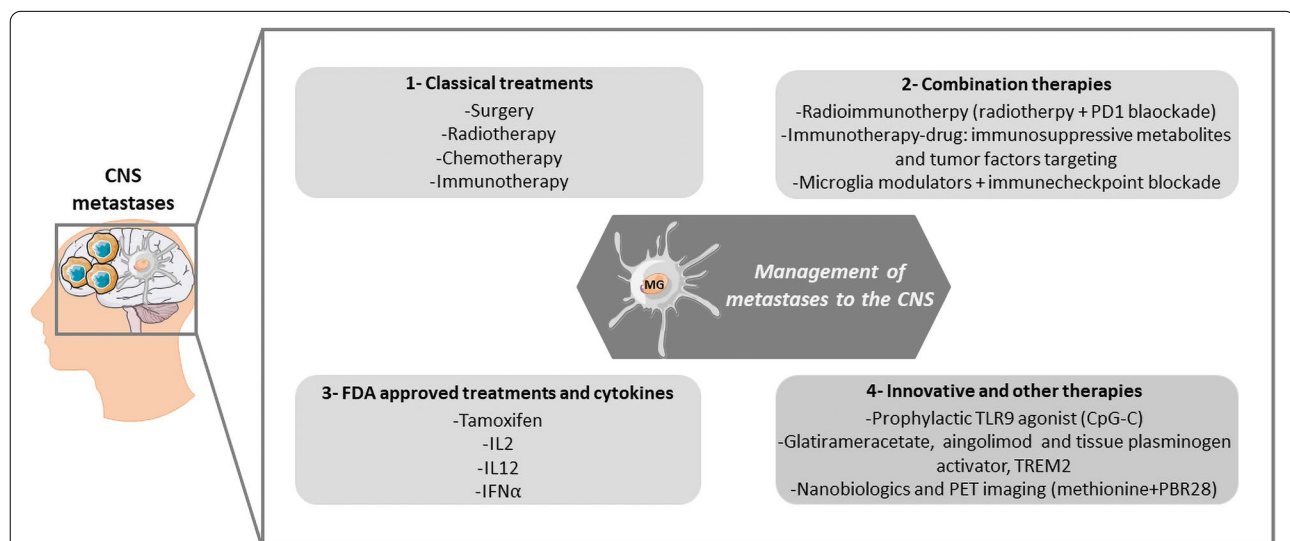 CNS
metastases
1- Classical treatments
-Surgery
-Radiotherapy
-Chemotherapy
-Immunotherapy
2- Combination therapies
-Radioimmunotherpy (radiotherpy + PD1 blaockade)
-Immunotherapy-drug: immunosuppressive metabolites
and tumor factors targeting
-Microglia modulators + immunecheckpoint blockade
MG
Management of
metastases to the CNS
3- FDA approved treatments and cytokines
-Tamoxifen
-IL2
-IL12
-IFNα
4- Innovative and other therapies
-Prophylactic TLR9 agonist (CpG-C)
-Glatirameracetate, aingolimod and tissue plasminogen
activator, TREM2
-Nanobiologics and PET imaging (methionine+PBR28)